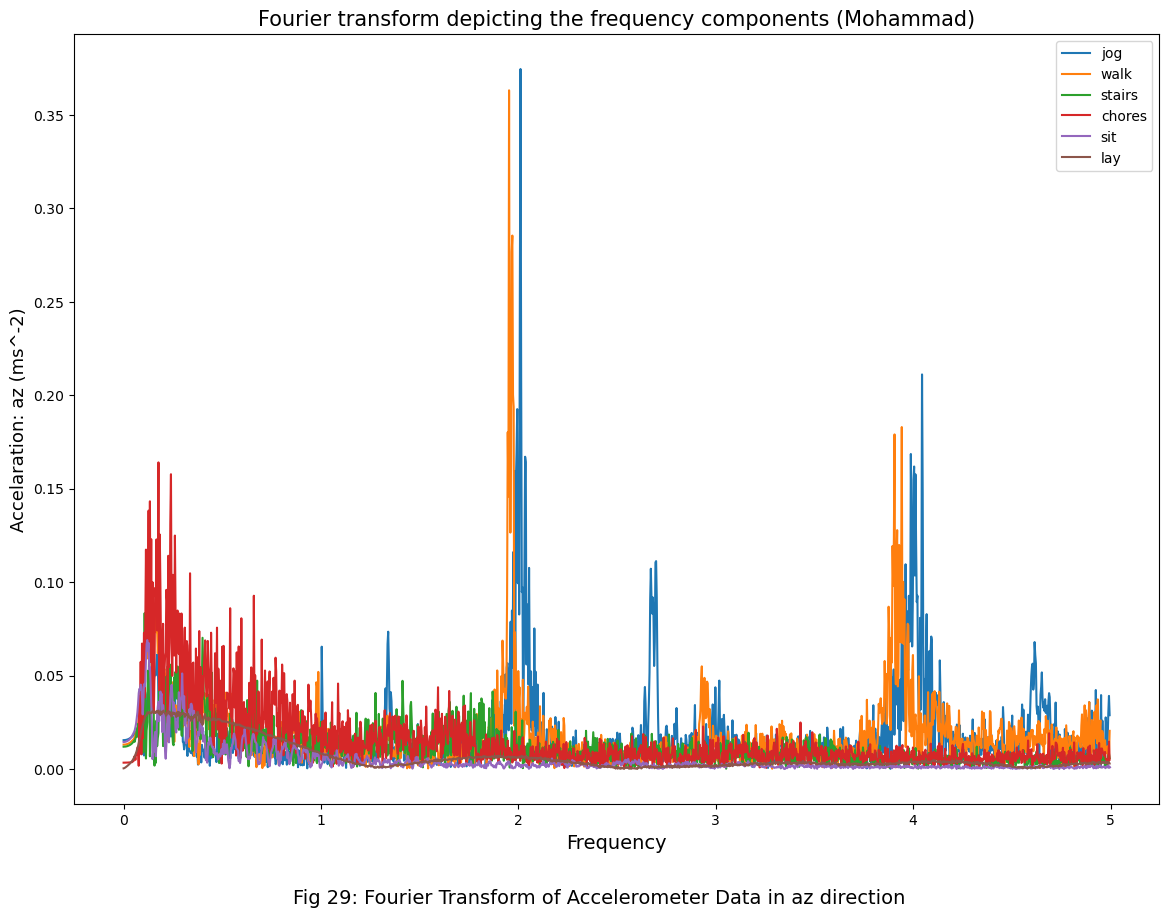 Fourier transform depicting the frequency components (Mohammad)
jog
walk
stairs
chores
sit
lay
Accelaration: az (ms^-2)
0.35
0.30
0.25
0.20
0.15
0.10
0.05
0.00
0 1 2 3 4 5
Frequency
Fig 29: Fourier Transform of Accelerometer Data in az direction